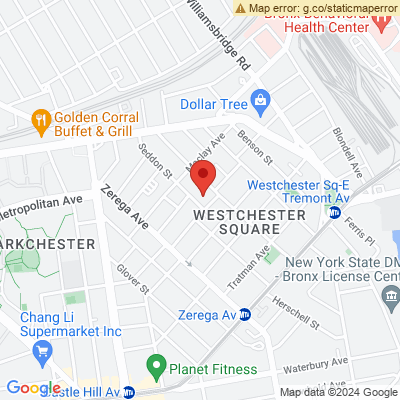 Map error: g.co/staticmaperror
Bronx Behavioral
Health Center
Williamsbridge Rd
Dollar Tree
Golden Corral
Buffet & Grill
Maclay Ave
Benson St
Blondell Ave
Seddon St
Westchester Sq-E
Tremont Av
Metropolitan Ave
Zerega Ave
WESTCHESTER
SQUARE
Ferris Pl
ARKCHESTER
Glover St
Tratman Ave
New York State DM
- Bronx License Cent
Herschell St
Chang Li
Supermarket Inc
Zerega Av
Planet Fitness
Waterbury Ave
Google
Castle Hill Av
Map data ©2024 Google